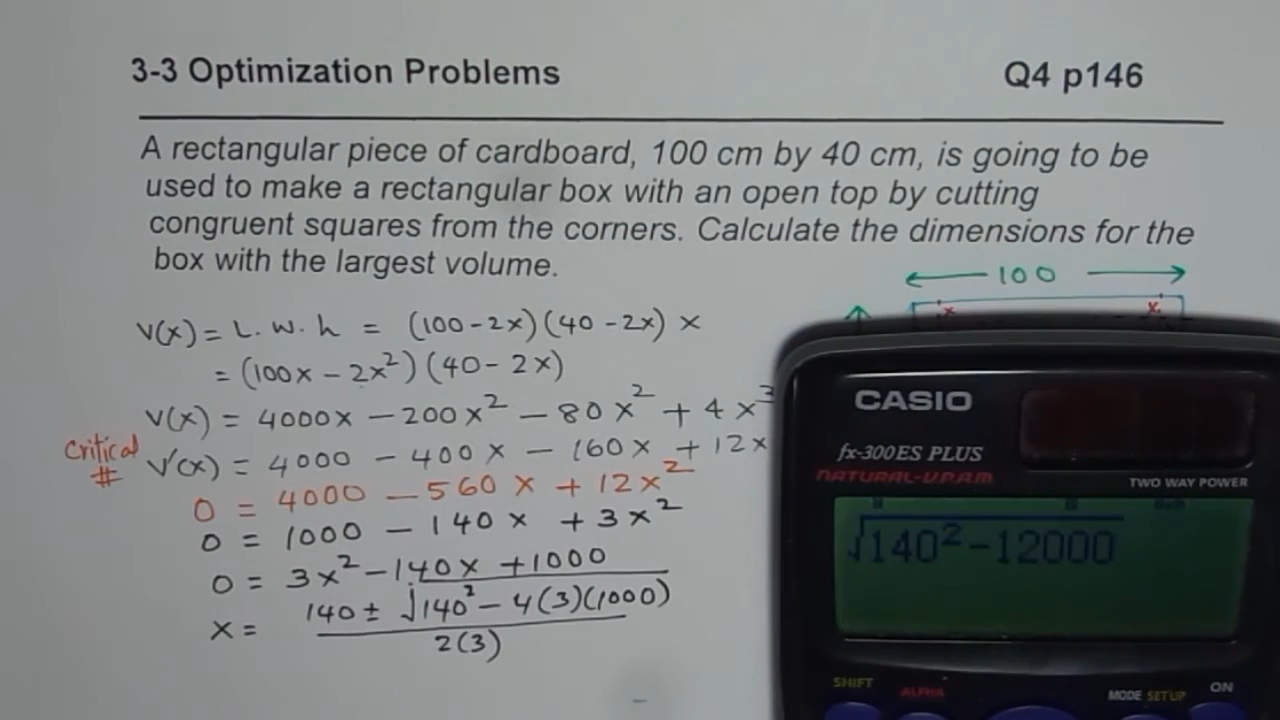 3-3 Optimization Problems
Q4 p146
A rectangular piece of cardboard, 100 cm by 40 cm, is going to be
used to make a rectangular box with an open top by cutting
congruent squares from the corners. Calculate the dimensions for the
box with the largest volume.
← 100 →
x x
V(x) = L . w . h = (100 - 2x) (40 - 2x) x
= (100x - 2x²) (40 - 2x)
V(x) = 4000x - 200x² - 80x² + 4x³
Critical #
V'(x) = 4000 - 400x - 160x + 12x
0 = 4000 - 560x + 12x²
0 = 1000 - 140x + 3x²
0 = 3x² - 140x + 1000
x = (140 ± √(140² - 4(3)(1000))) / 2(3)
CASIO
fx-300ES PLUS
NATURAL-V.P.A.M.
TWO WAY POWER
√140²-12000
SHIFT
ALPHA
MODE SETUP
ON